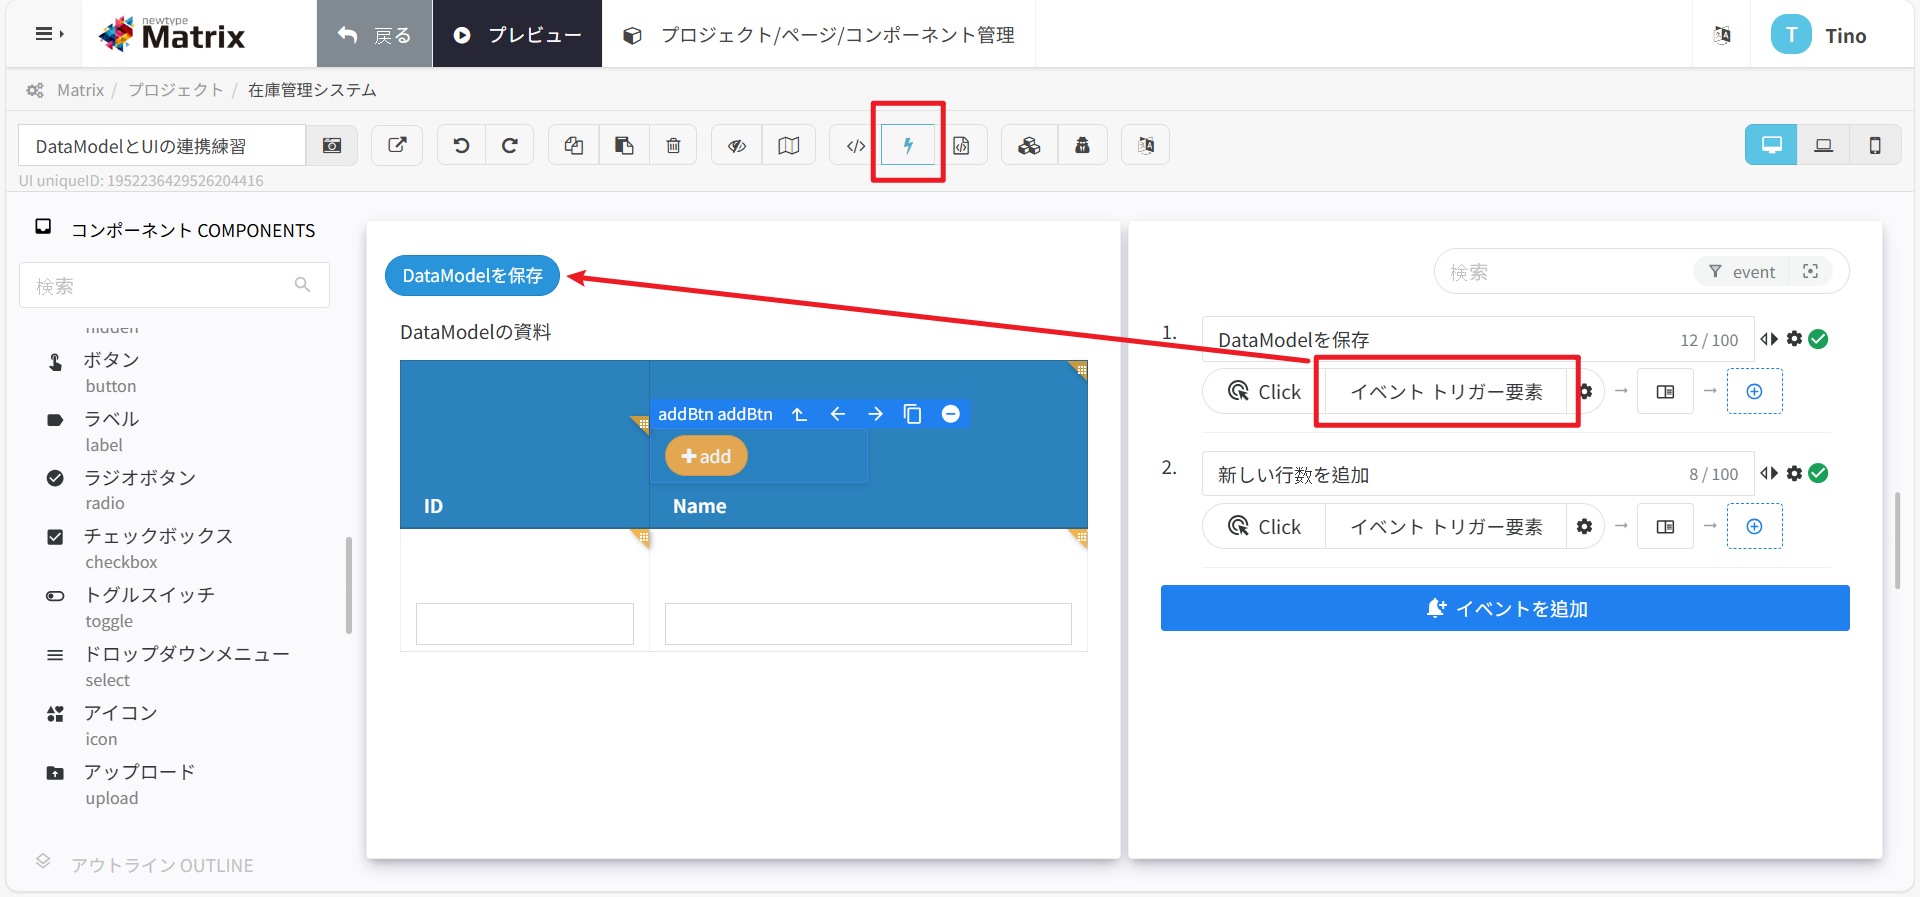 newtype
Matrix
戻る
プレビュー
プロジェクト/ページ/コンポーネント管理
T
Tino
Matrix / プロジェクト / 在庫管理システム
DataModelとUIの連携練習
UI uniqueID: 1952236429526204416
コンポーネント COMPONENTS
検索
hidden
ボタン
button
ラベル
label
ラジオボタン
radio
チェックボックス
checkbox
トグルスイッチ
toggle
ドロップダウンメニュー
select
アイコン
icon
アップロード
upload
アウトライン OUTLINE
DataModelを保存
DataModelの資料
addBtn addBtn
add
ID
Name
検索
event
1.
DataModelを保存
12 / 100
Click
イベント トリガー要素
2.
新しい行数を追加
8 / 100
Click
イベント トリガー要素
イベントを追加